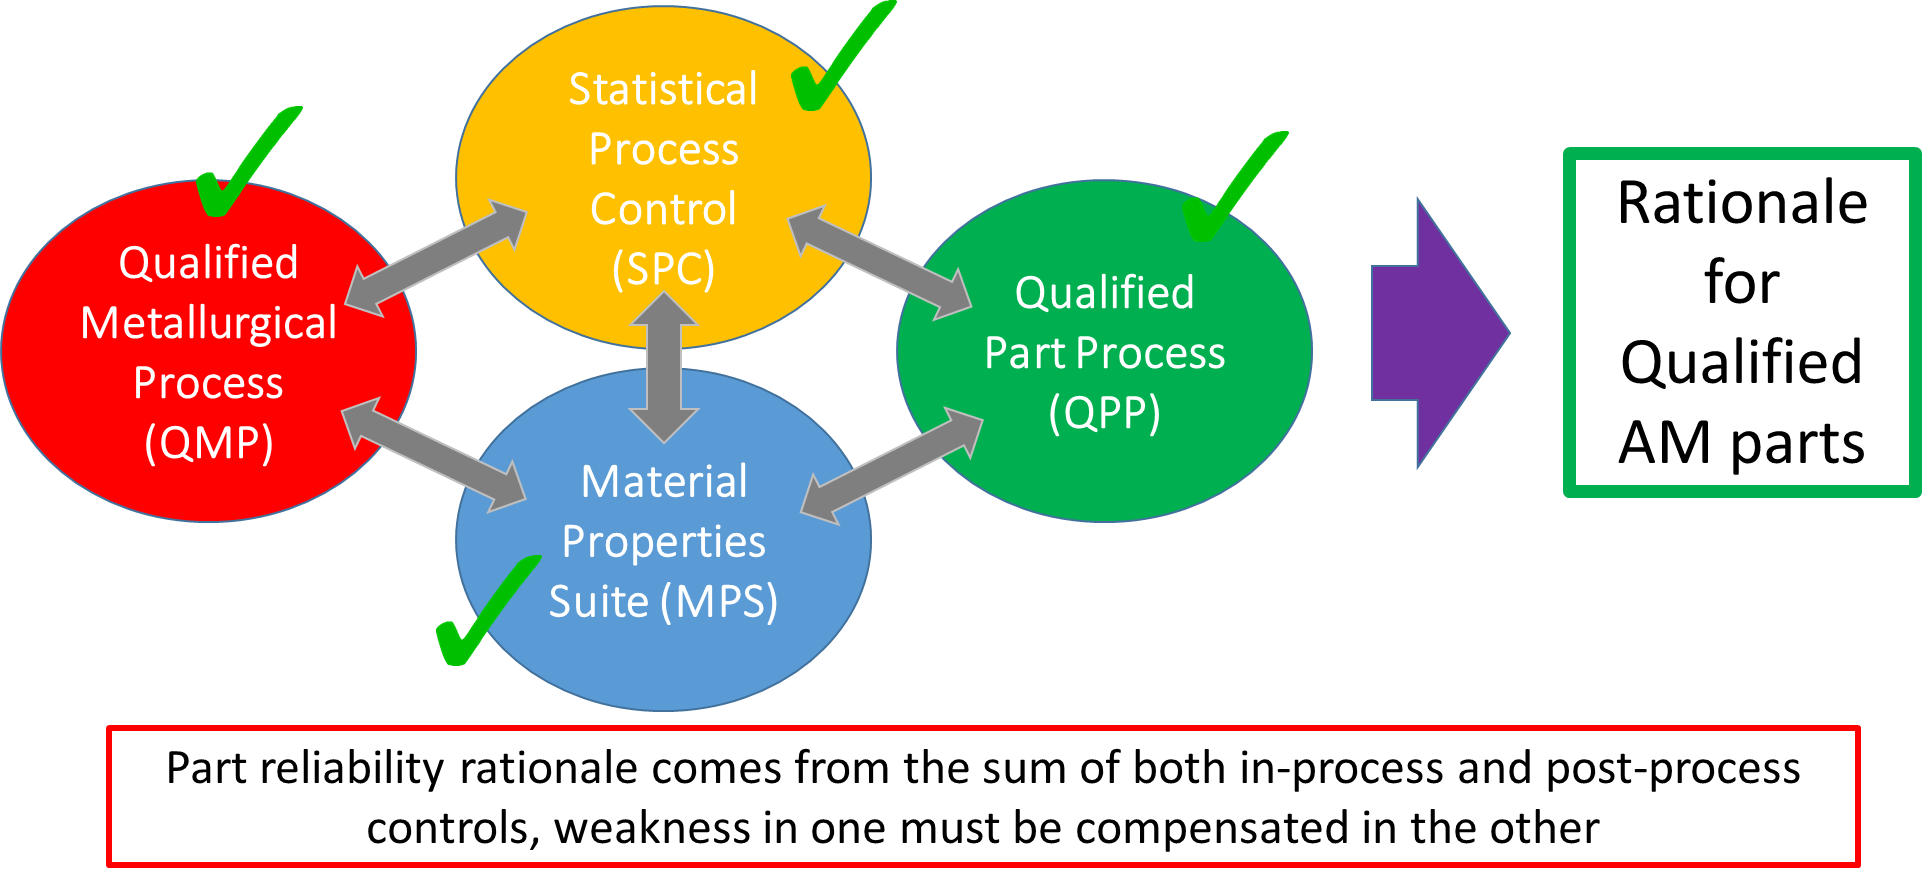 Statistical
Process
Control
(SPC)
Qualified
Metallurgical
Process
(QMP)
Qualified
Part Process
(QPP)
Material
Properties
Suite (MPS)
Rationale
for
Qualified
AM parts
Part reliability rationale comes from the sum of both in-process and post-process
controls, weakness in one must be compensated in the other